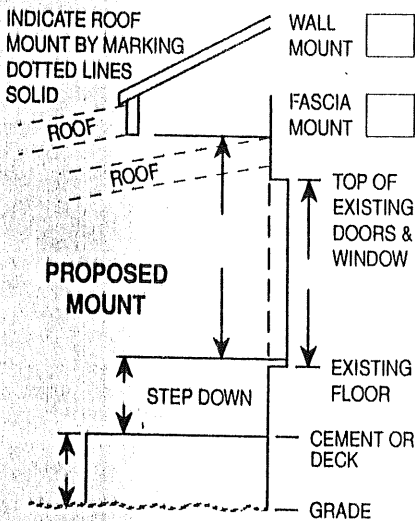 INDICATE ROOF
MOUNT BY MARKING
DOTTED LINES
SOLID
WALL
MOUNT
FASCIA
MOUNT
ROOF
ROOF
TOP OF
EXISTING
DOORS &
WINDOW
PROPOSED
MOUNT
EXISTING
FLOOR
STEP DOWN
CEMENT OR
DECK
GRADE